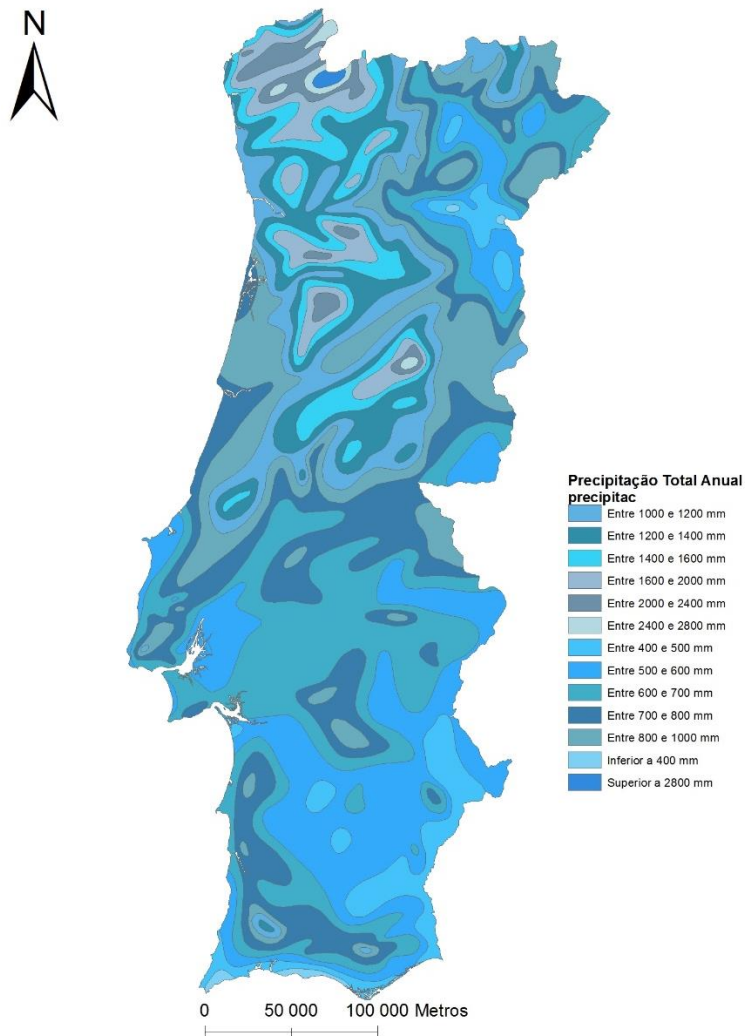 N
Precipitação Total Anual
precipitac
Entre 1000 e 1200 mm
Entre 1200 e 1400 mm
Entre 1400 e 1600 mm
Entre 1600 e 2000 mm
Entre 2000 e 2400 mm
Entre 2400 e 2800 mm
Entre 400 e 500 mm
Entre 500 e 600 mm
Entre 600 e 700 mm
Entre 700 e 800 mm
Entre 800 e 1000 mm
Inferior a 400 mm
Superior a 2800 mm
0 50 000 100 000 Metros